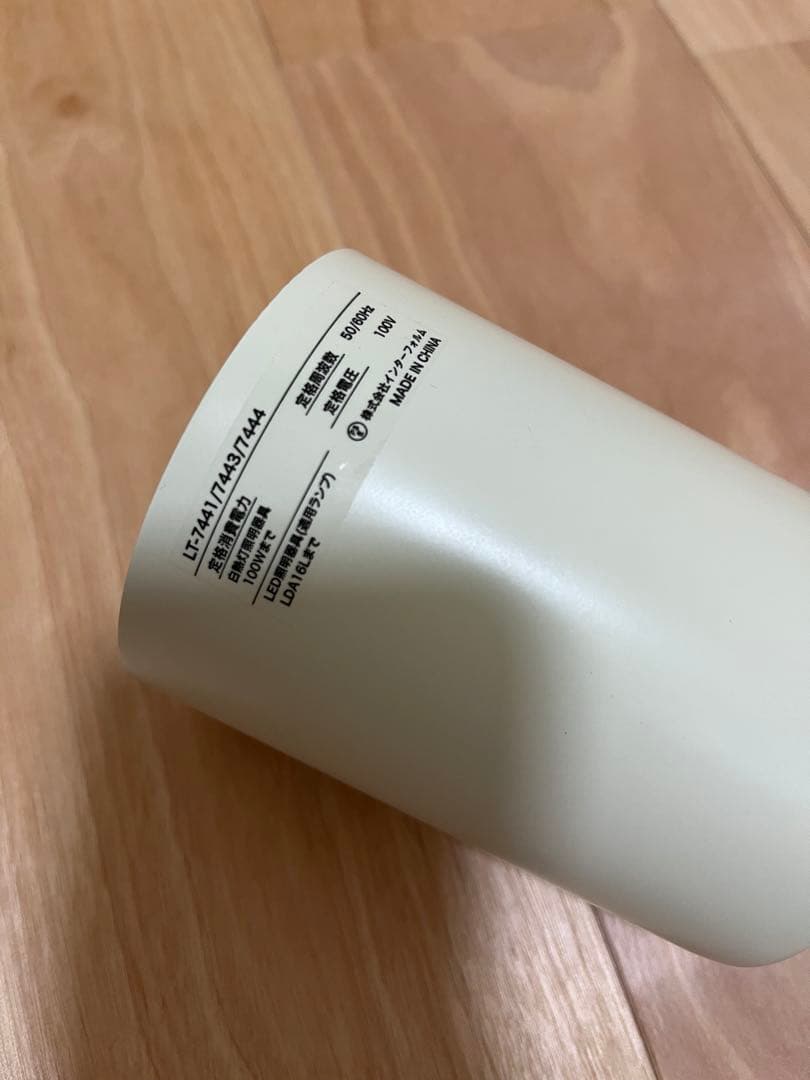 LT-7441/7443/7444
定格消費電力
白熱灯照明器具
100Wまで
LED照明器具(適用ランプ)
LDA16Lまで
定格周波数 50/60Hz
定格電圧 100V
株式会社インターフォルム
MADE IN CHINA